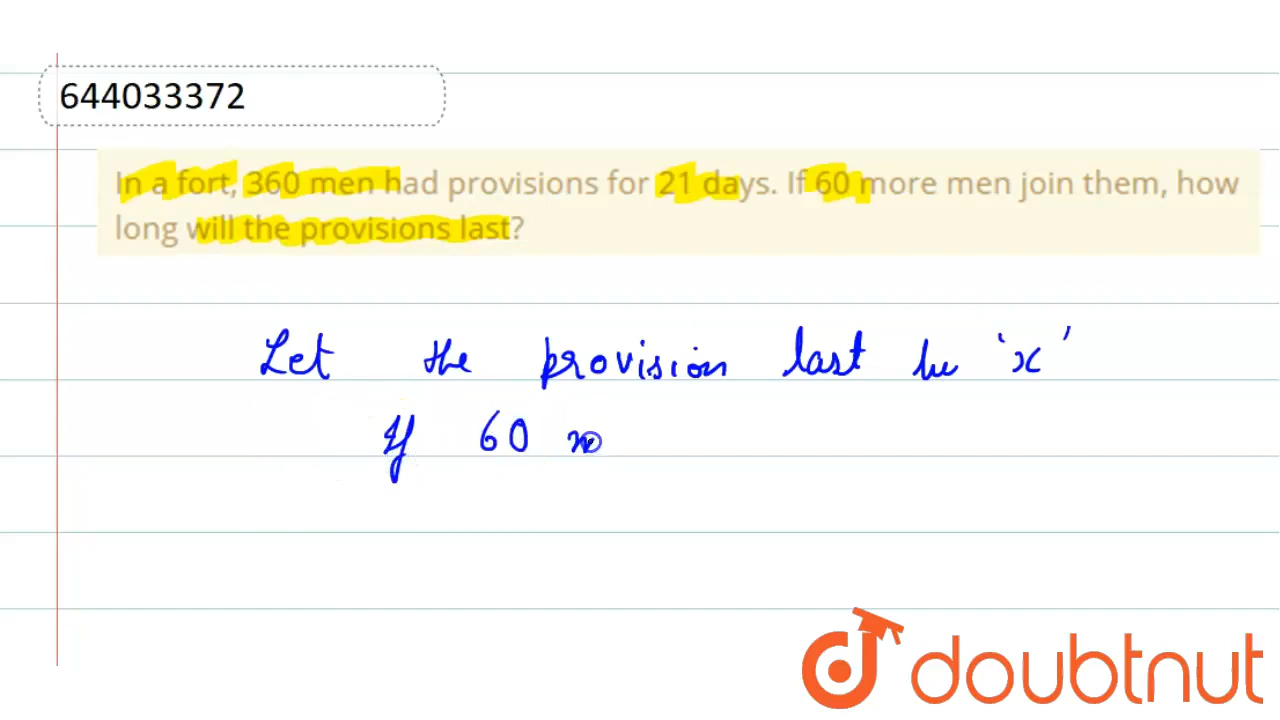 644033372
In a fort, 360 men had provisions for 21 days. If 60 more men join them, how
long will the provisions last?
Let the provision last be 'x'
If 60
doubtnut